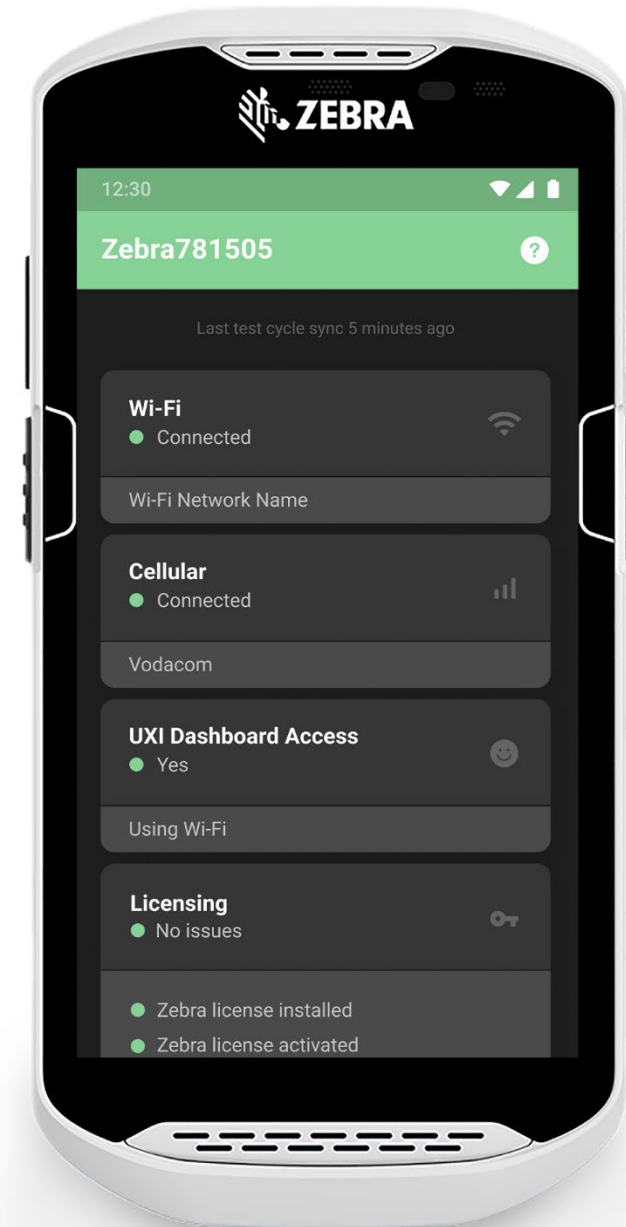 ZEBRA
12:30
Zebra781505
?
Last test cycle sync 5 minutes ago
Wi-Fi
Connected
Wi-Fi Network Name
Cellular
Connected
Vodacom
UXI Dashboard Access
Yes
Using Wi-Fi
Licensing
No issues
Zebra license installed
Zebra license activated